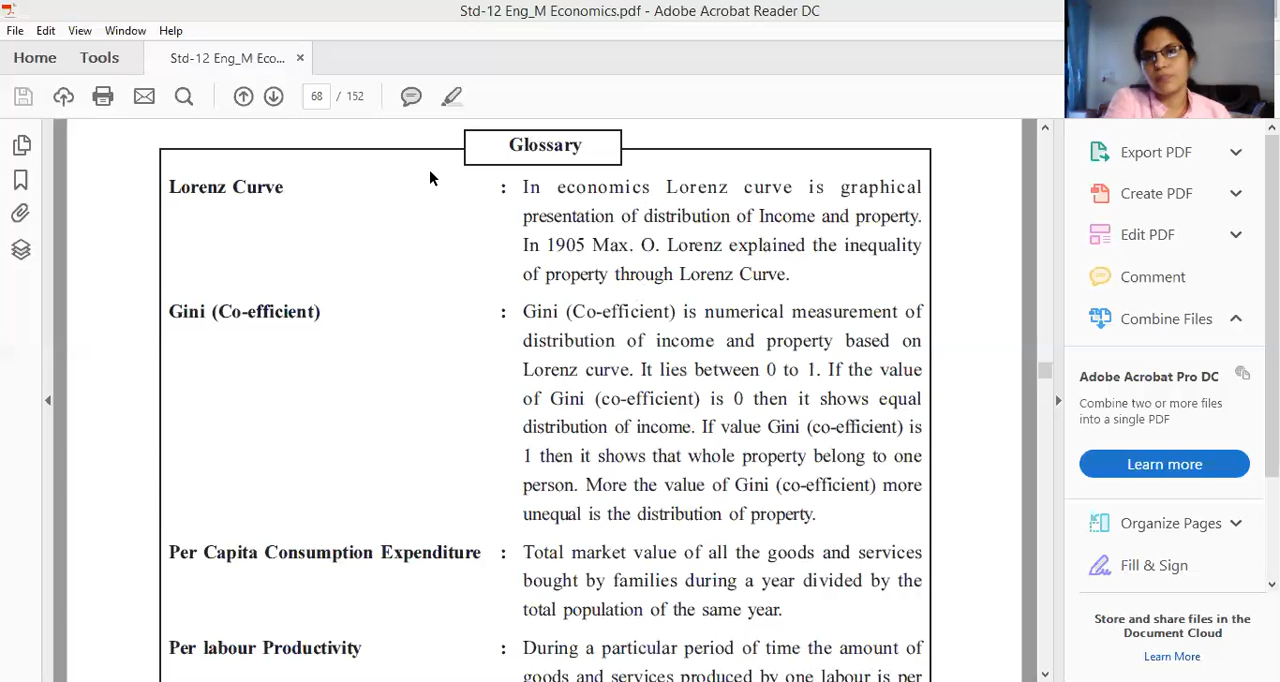 Std-12 Eng_M Economics.pdf - Adobe Acrobat Reader DC
File Edit View Window Help
Home Tools Std-12 Eng_M Eco... ×
68 / 152
Glossary
Lorenz Curve : In economics Lorenz curve is graphical
presentation of distribution of Income and property.
In 1905 Max. O. Lorenz explained the inequality
of property through Lorenz Curve.
Gini (Co-efficient) : Gini (Co-efficient) is numerical measurement of
distribution of income and property based on
Lorenz curve. It lies between 0 to 1. If the value
of Gini (co-efficient) is 0 then it shows equal
distribution of income. If value Gini (co-efficient) is
1 then it shows that whole property belong to one
person. More the value of Gini (co-efficient) more
unequal is the distribution of property.
Per Capita Consumption Expenditure : Total market value of all the goods and services
bought by families during a year divided by the
total population of the same year.
Per labour Productivity : During a particular period of time the amount of
goods and services produced by one labour is per
Export PDF
Create PDF
Edit PDF
Comment
Combine Files
Adobe Acrobat Pro DC
Combine two or more files
into a single PDF
Learn more
Organize Pages
Fill & Sign
Store and share files in the
Document Cloud
Learn More